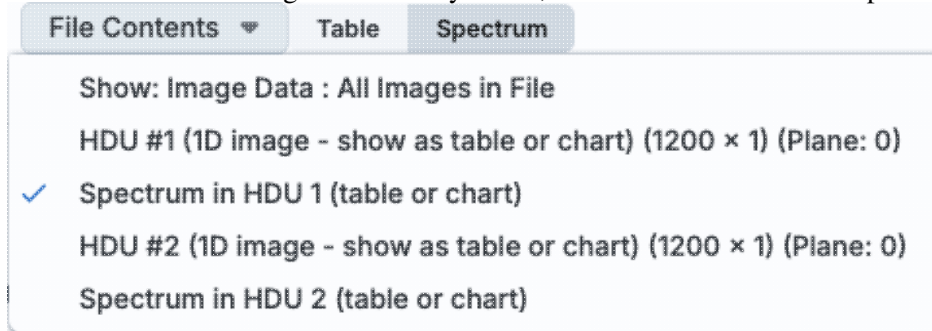 File Contents Table Spectrum
Show: Image Data : All Images in File
HDU #1 (1D image - show as table or chart) (1200 × 1) (Plane: 0)
Spectrum in HDU 1 (table or chart)
HDU #2 (1D image - show as table or chart) (1200 × 1) (Plane: 0)
Spectrum in HDU 2 (table or chart)